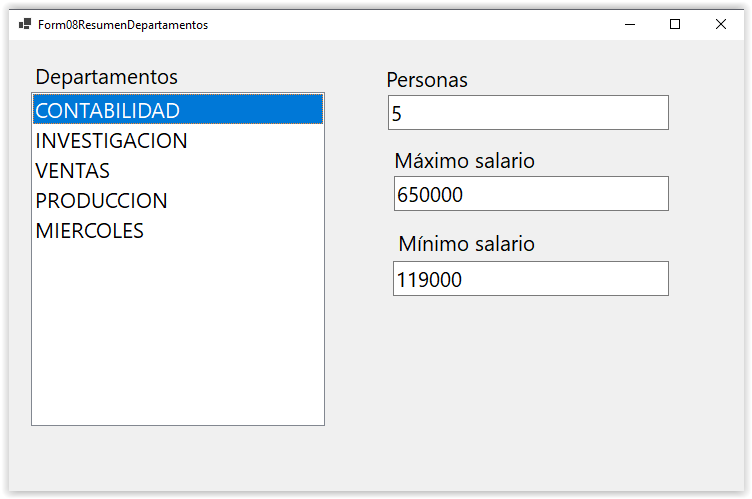 Form08ResumenDepartamentos
Departamentos
CONTABILIDAD
INVESTIGACION
VENTAS
PRODUCCION
MIERCOLES
Personas
5
Máximo salario
650000
Mínimo salario
119000